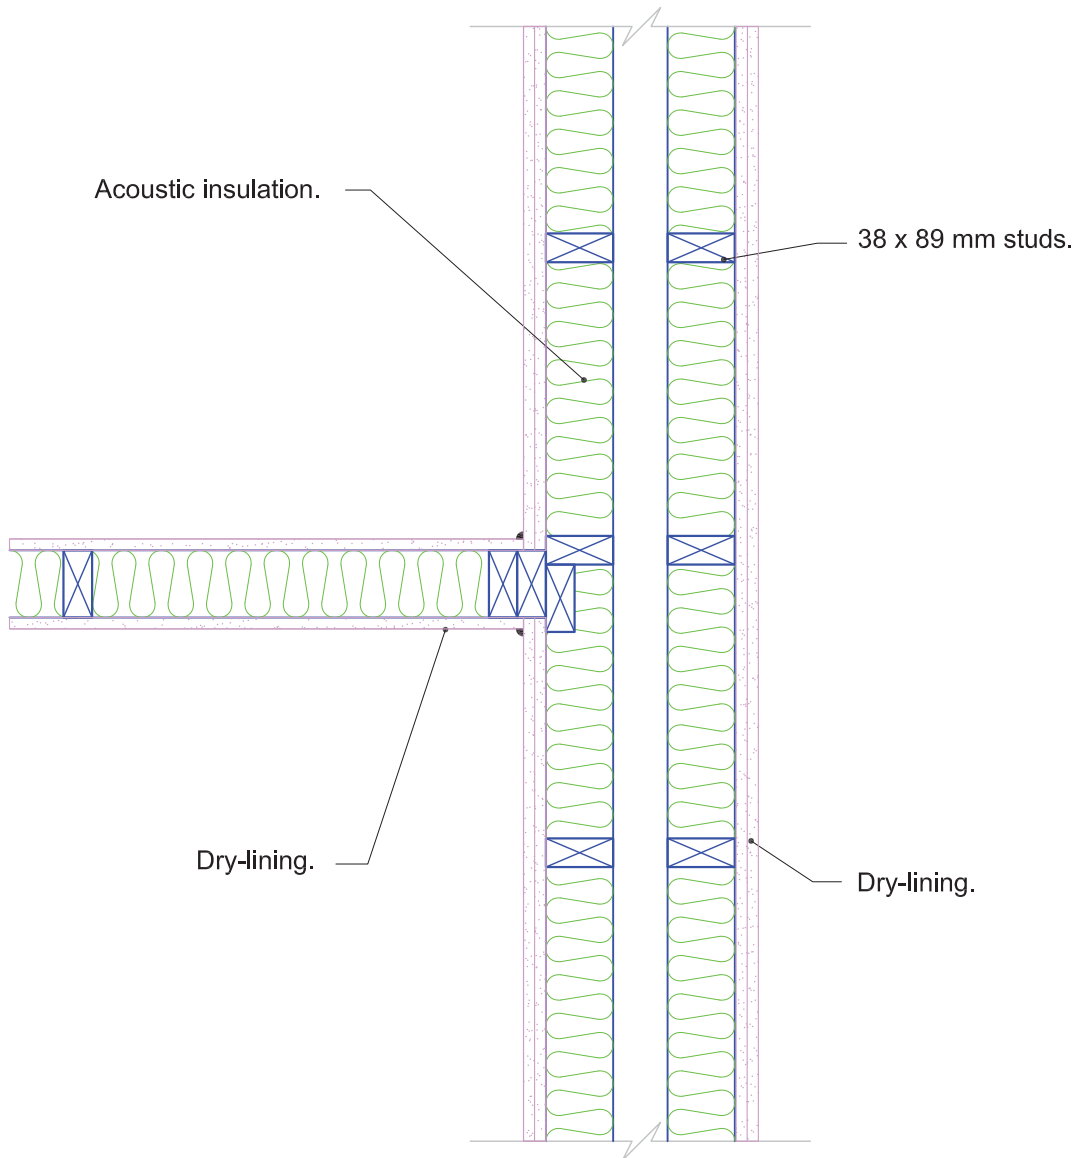 Acoustic insulation.
38 x 89 mm studs.
Dry-lining.
Dry-lining.